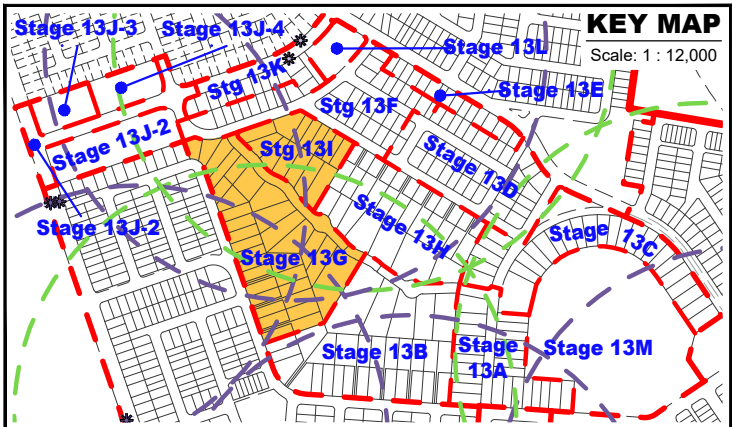 KEY MAP
Scale: 1 : 12,000
Stage 13J-3
Stage 13J-4
Stage 13L
Stg 13K
Stage 13E
Stg 13F
Stage 13J-2
Stg 13I
Stage 13D
Stage 13J-2
Stage 13H
Stage 13C
Stage 13G
Stage 13B
Stage
13A
Stage 13M